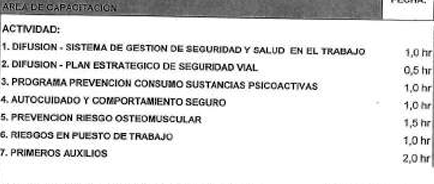 AREA DE CAPACITACION
FECHA:
ACTIVIDAD:
1. DIFUSION - SISTEMA DE GESTION DE SEGURIDAD Y SALUD EN EL TRABAJO 1,0 hr
2. DIFUSION - PLAN ESTRATEGICO DE SEGURIDAD VIAL 0,5 hr
3. PROGRAMA PREVENCION CONSUMO SUSTANCIAS PSICOACTIVAS 1,0 hr
4. AUTOCUIDADO Y COMPORTAMIENTO SEGURO 1,0 hr
5. PREVENCION RIESGO OSTEOMUSCULAR 1,5 hr
6. RIESGOS EN PUESTO DE TRABAJO 1,0 hr
7. PRIMEROS AUXILIOS 2,0 hr